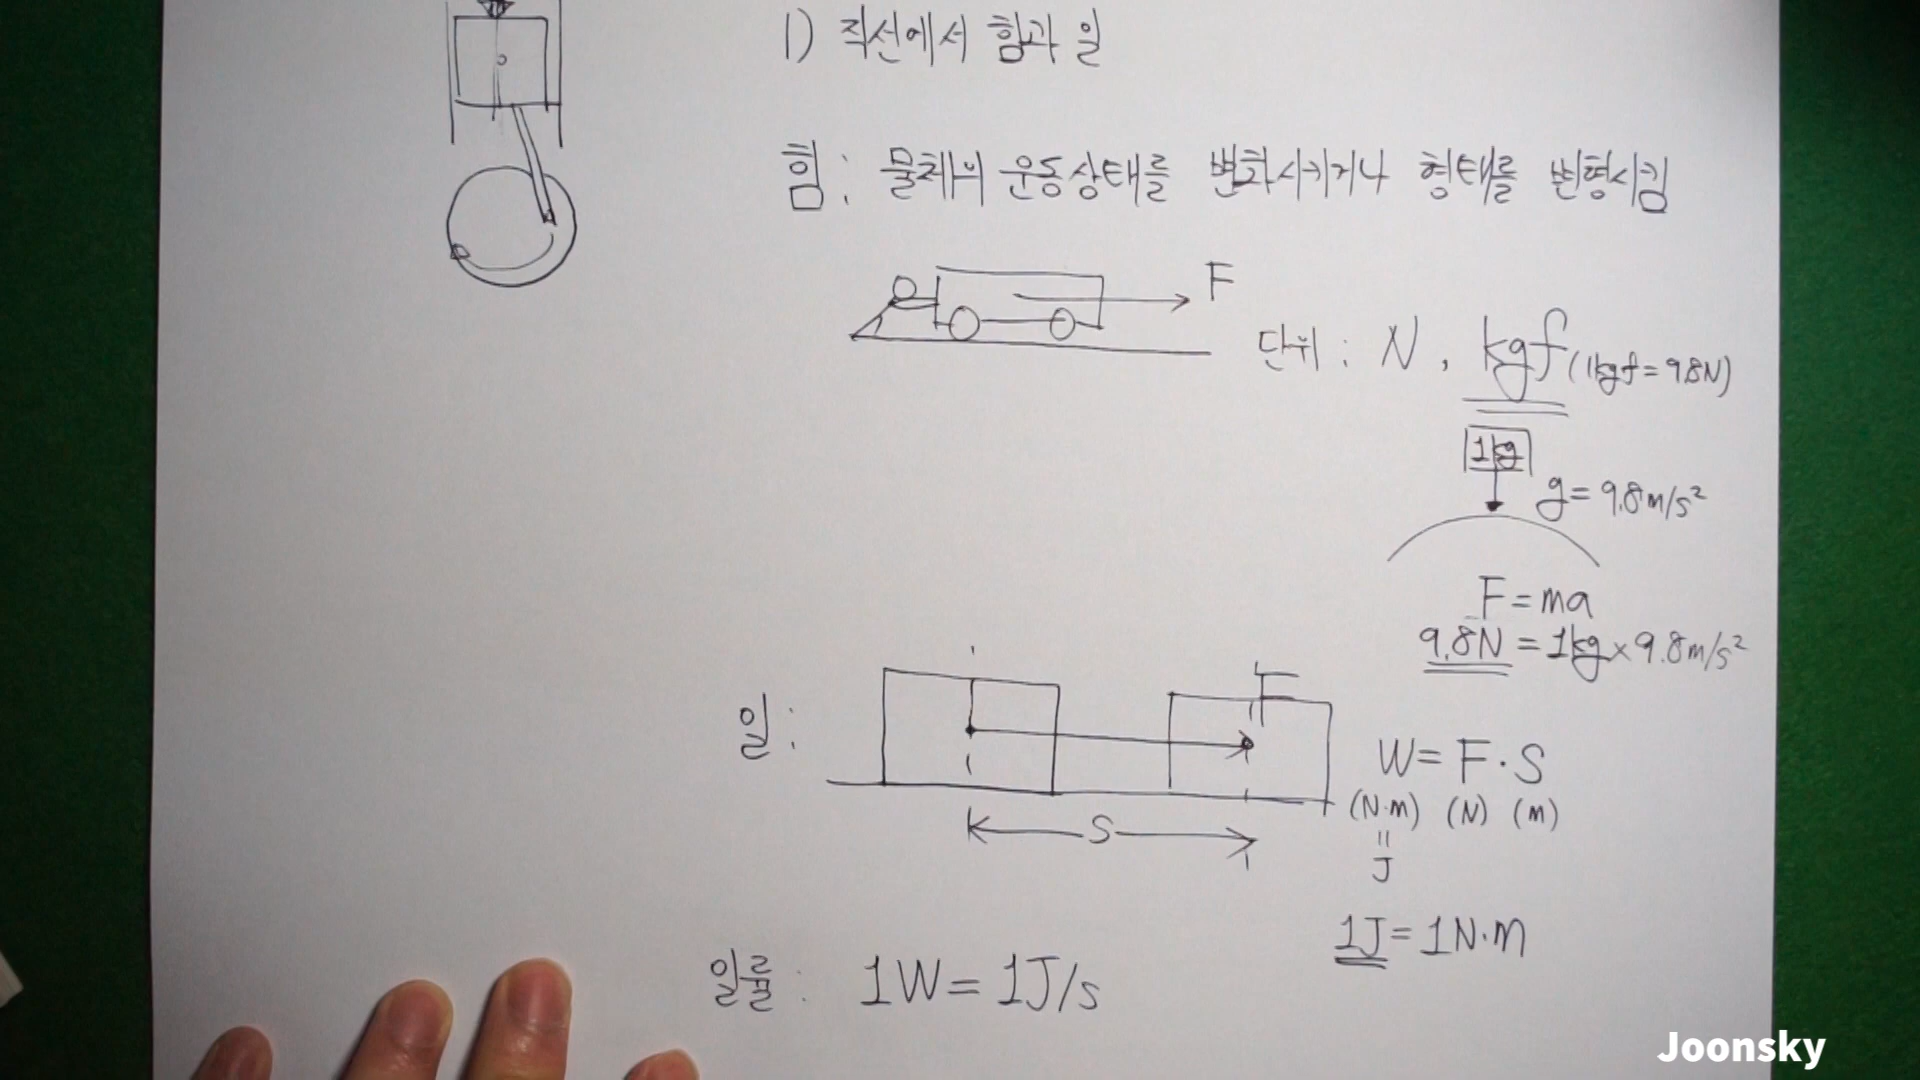 1) 직선에서 힘과 일
힘: 물체의 운동상태를 변화시키거나 형태를 변형시킴
F
단위: N, kgf (1kgf=9.8N)
1kg
g=9.8m/s²
F=ma
9.8N=1kg×9.8m/s²
일:
F
W=F·S
(N·m) (N) (m)
S
=
J
1J=1N·m
일률: 1W=1J/s
Joonsky